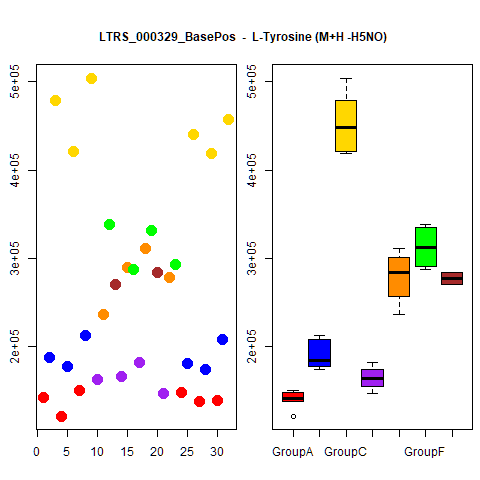 LTRS_000329_BasePos - L-Tyrosine (M+H -H5NO)
5e+05
4e+05
3e+05
2e+05
0 5 10 15 20 25 30
5e+05
4e+05
3e+05
2e+05
GroupA GroupC GroupF